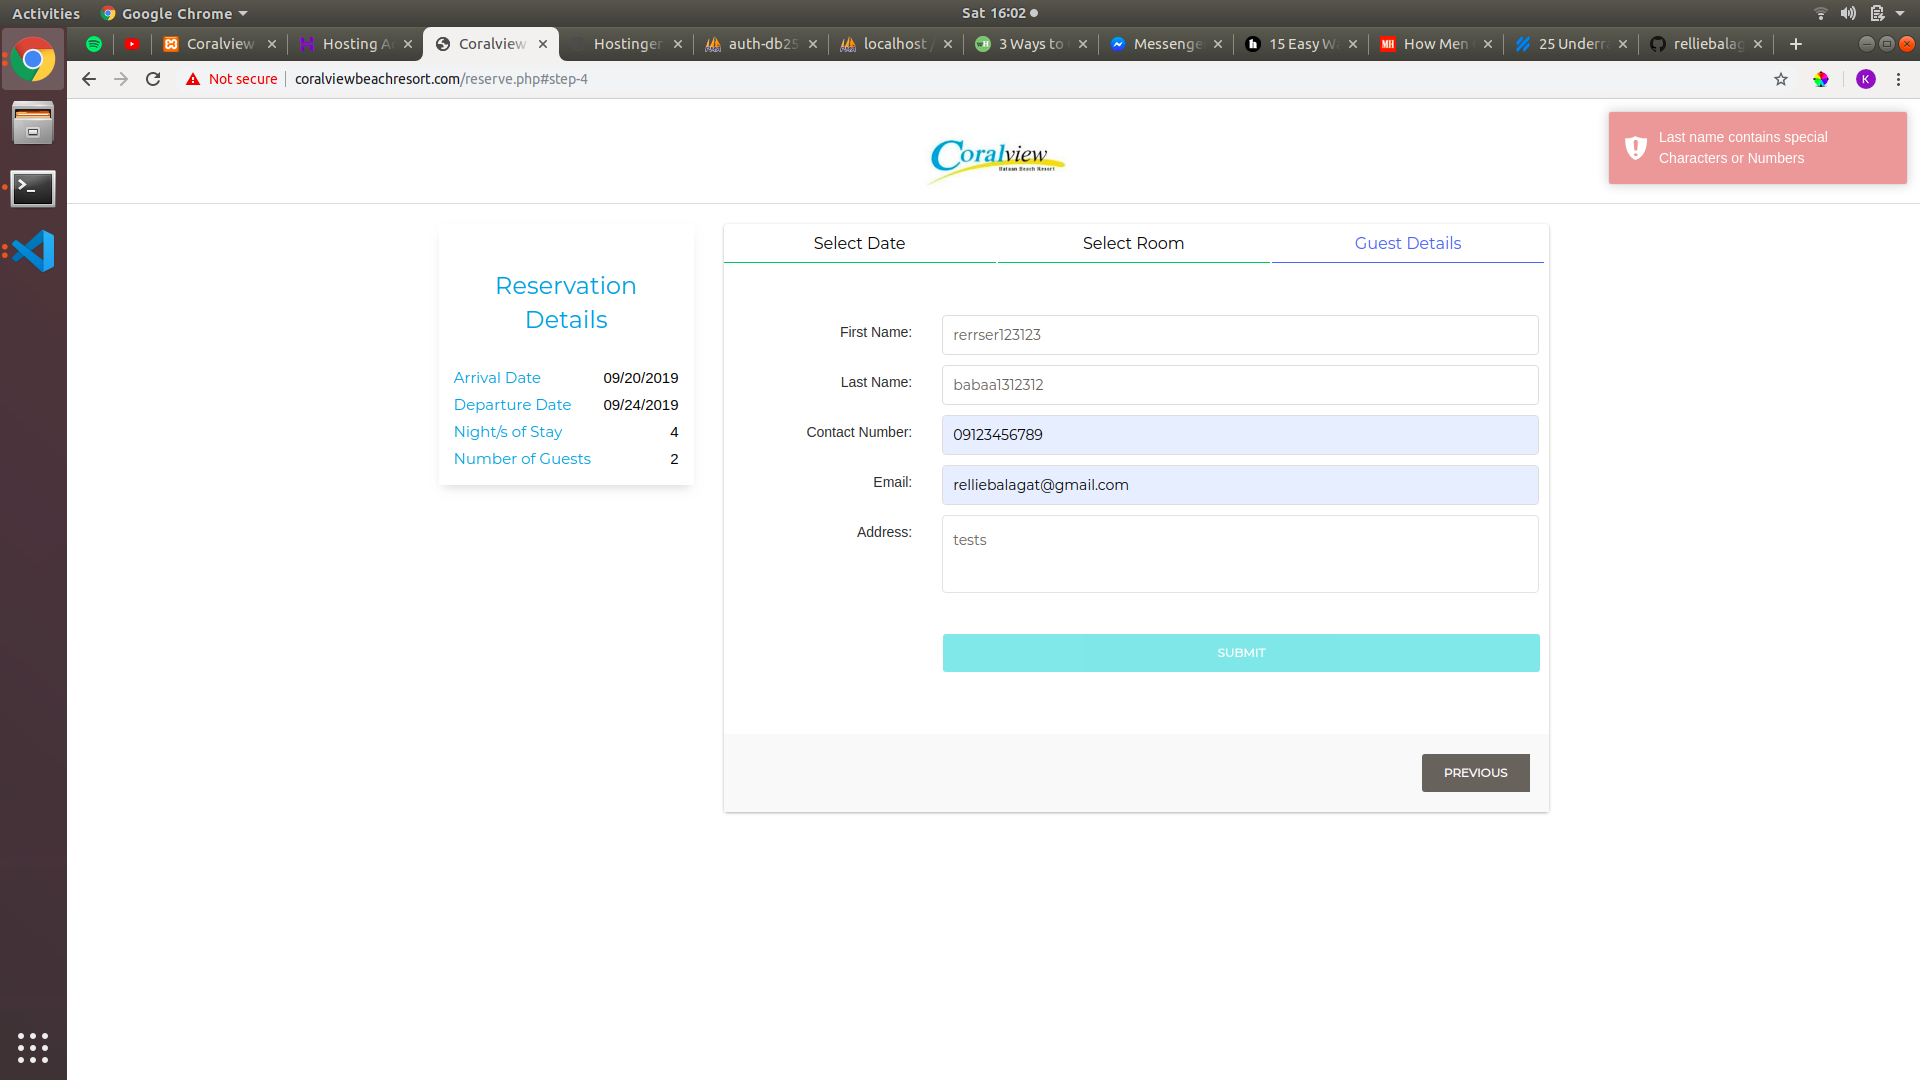 Activities
Google Chrome
Sat 16:02
Coralview
Hosting A
Coralview
Hostinger
auth-db25
localhost /
3 Ways to
Messenge
15 Easy W
How Men
25 Underr
relliebalag
Not secure
coralviewbeachresort.com/reserve.php#step-4
K
Coralview
Bataan Beach Resort
Last name contains special
Characters or Numbers
Reservation
Details
Arrival Date 09/20/2019
Departure Date 09/24/2019
Night/s of Stay 4
Number of Guests 2
Select Date
Select Room
Guest Details
First Name: rerrser123123
Last Name: babaa1312312
Contact Number: 09123456789
Email: relliebalagat@gmail.com
Address: tests
SUBMIT
PREVIOUS